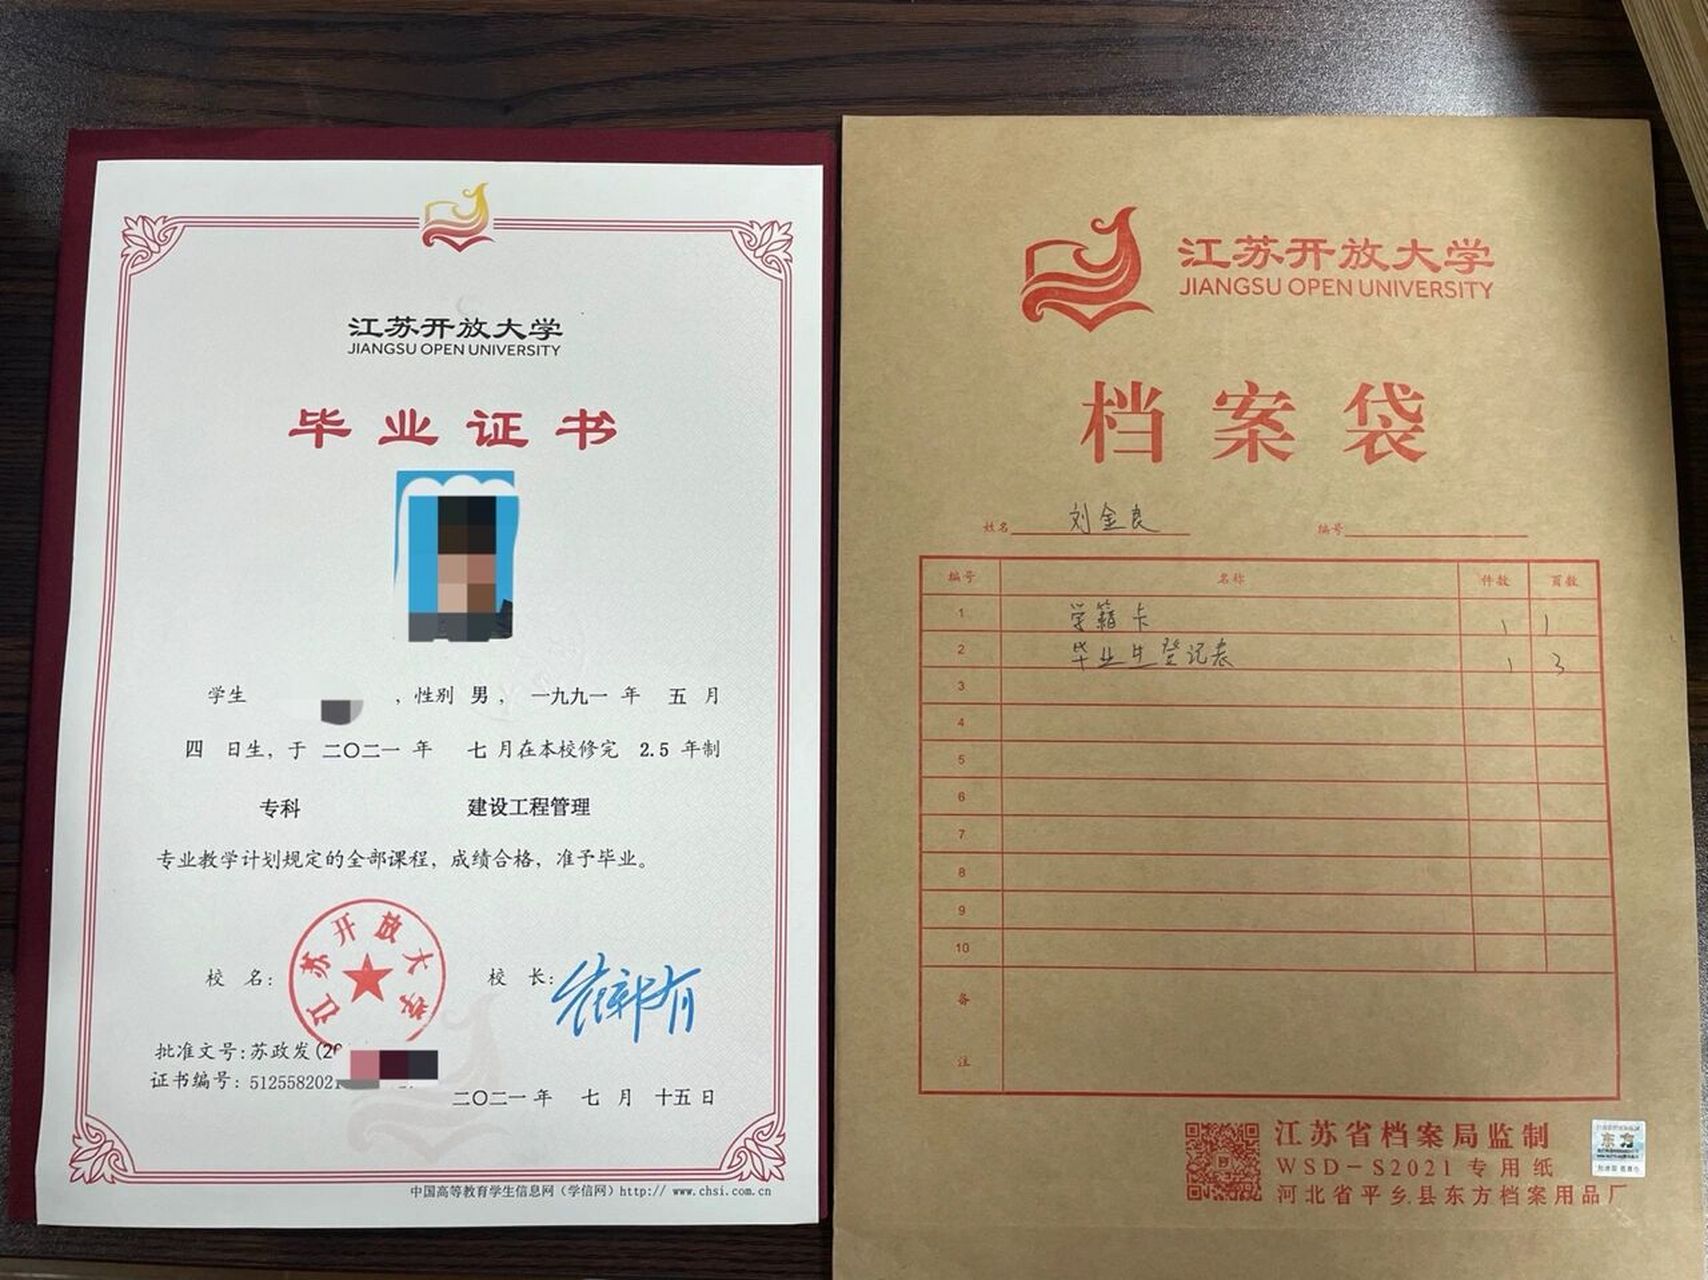 江苏开放大学
JIANGSU OPEN UNIVERSITY
毕业证书
学生 ，性别 男， 一九九一 年 五 月
四 日生，于 二〇二一 年 七 月在本校修完 2.5 年制
专科 建设工程管理
专业教学计划规定的全部课程，成绩合格，准予毕业。
校 名：
江苏开放大学
校 长：
批准文号：苏政发(20
证书编号：5125582021
二〇二一 年 七 月 十五 日
中国高等教育学生信息网（学信网）http:// www.chsi.com.cn
江苏开放大学
JIANGSU OPEN UNIVERSITY
档案袋
姓名 刘金良 编号
编号 名称 件数 页数
1 学籍卡 1 1
2 毕业生登记表 1 3
3
4
5
6
7
8
9
10
备
注
江苏省档案局监制
WSD-S2021 专用纸
河北省平乡县东方档案用品厂
东方